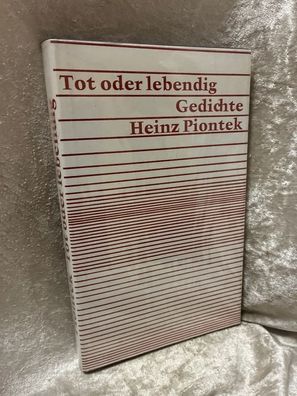 Tot oder lebendig
Gedichte
Heinz Piontek